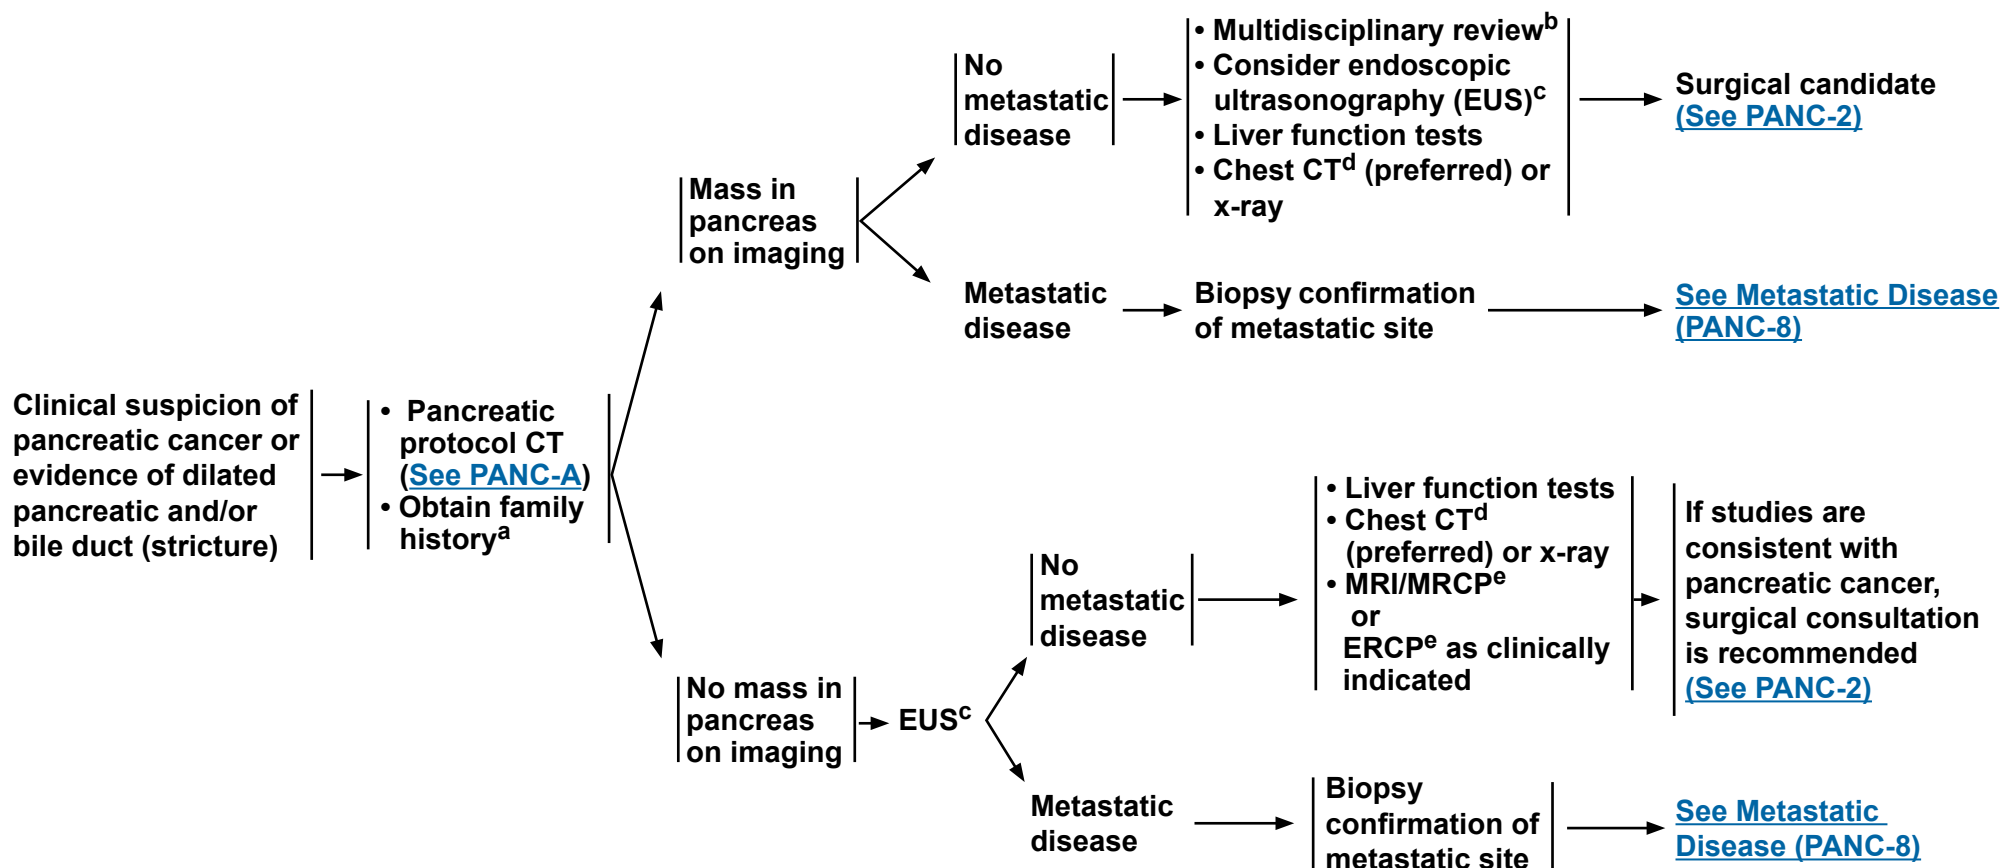 Clinical suspicion of
pancreatic cancer or
evidence of dilated
pancreatic and/or
bile duct (stricture)
• Pancreatic
protocol CT
(See PANC-A)
• Obtain family
historyᵃ
Mass in
pancreas
on imaging
No
metastatic
disease
• Multidisciplinary reviewᵇ
• Consider endoscopic
ultrasonography (EUS)ᶜ
• Liver function tests
• Chest CTᵈ (preferred) or
x-ray
Surgical candidate
(See PANC-2)
Metastatic
disease
Biopsy confirmation
of metastatic site
See Metastatic Disease
(PANC-8)
No mass in
pancreas
on imaging
EUSᶜ
No
metastatic
disease
• Liver function tests
• Chest CTᵈ
(preferred) or x-ray
• MRI/MRCPᵉ
or
ERCPᵉ as clinically
indicated
If studies are
consistent with
pancreatic cancer,
surgical consultation
is recommended
(See PANC-2)
Metastatic
disease
Biopsy
confirmation of
metastatic site
See Metastatic
Disease (PANC-8)